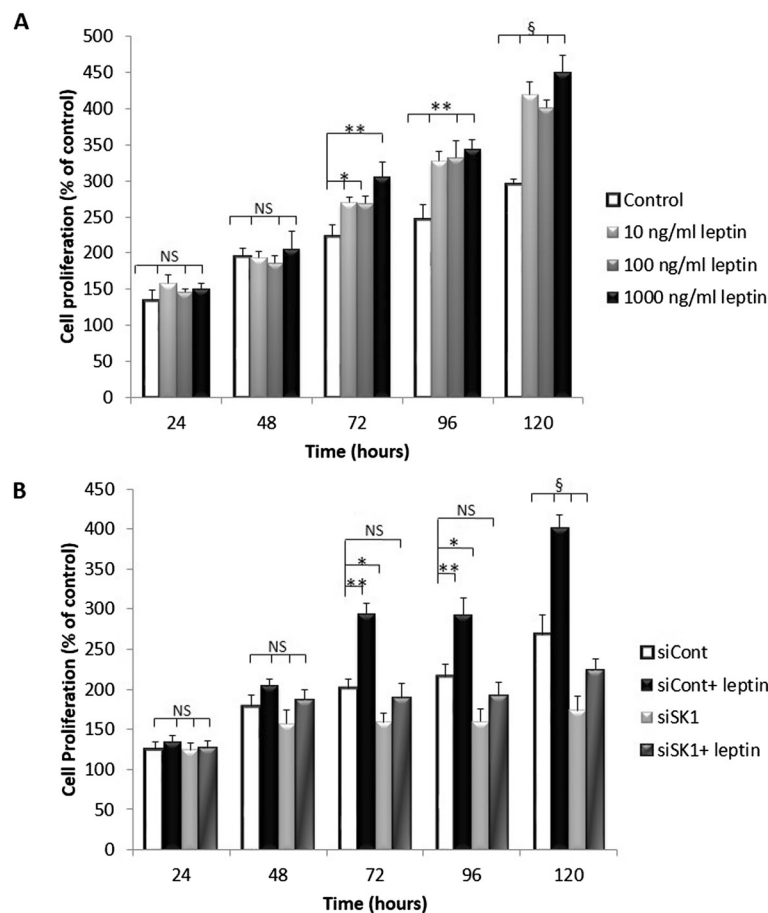 A
Cell proliferation (% of control)
500
450
400
350
300
250
200
150
100
50
0
NS
NS
**
*
**
§
24 48 72 96 120
Time (hours)
Control
10 ng/ml leptin
100 ng/ml leptin
1000 ng/ml leptin
B
Cell Proliferation (% of control)
450
400
350
300
250
200
150
100
50
0
NS
NS
NS
*
**
NS
*
**
§
24 48 72 96 120
Time (hours)
siCont
siCont+ leptin
siSK1
siSK1+ leptin